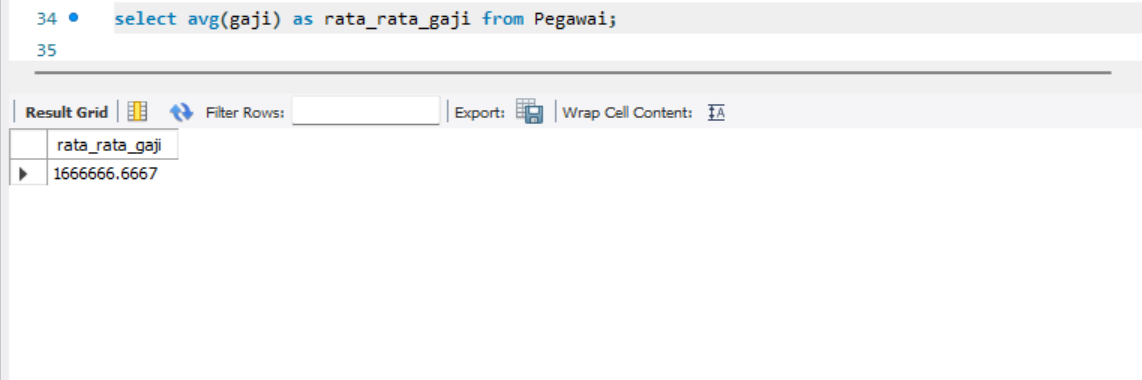 34 select avg(gaji) as rata_rata_gaji from Pegawai;
35
Result Grid Filter Rows: Export: Wrap Cell Content: IA
rata_rata_gaji
1666666.6667